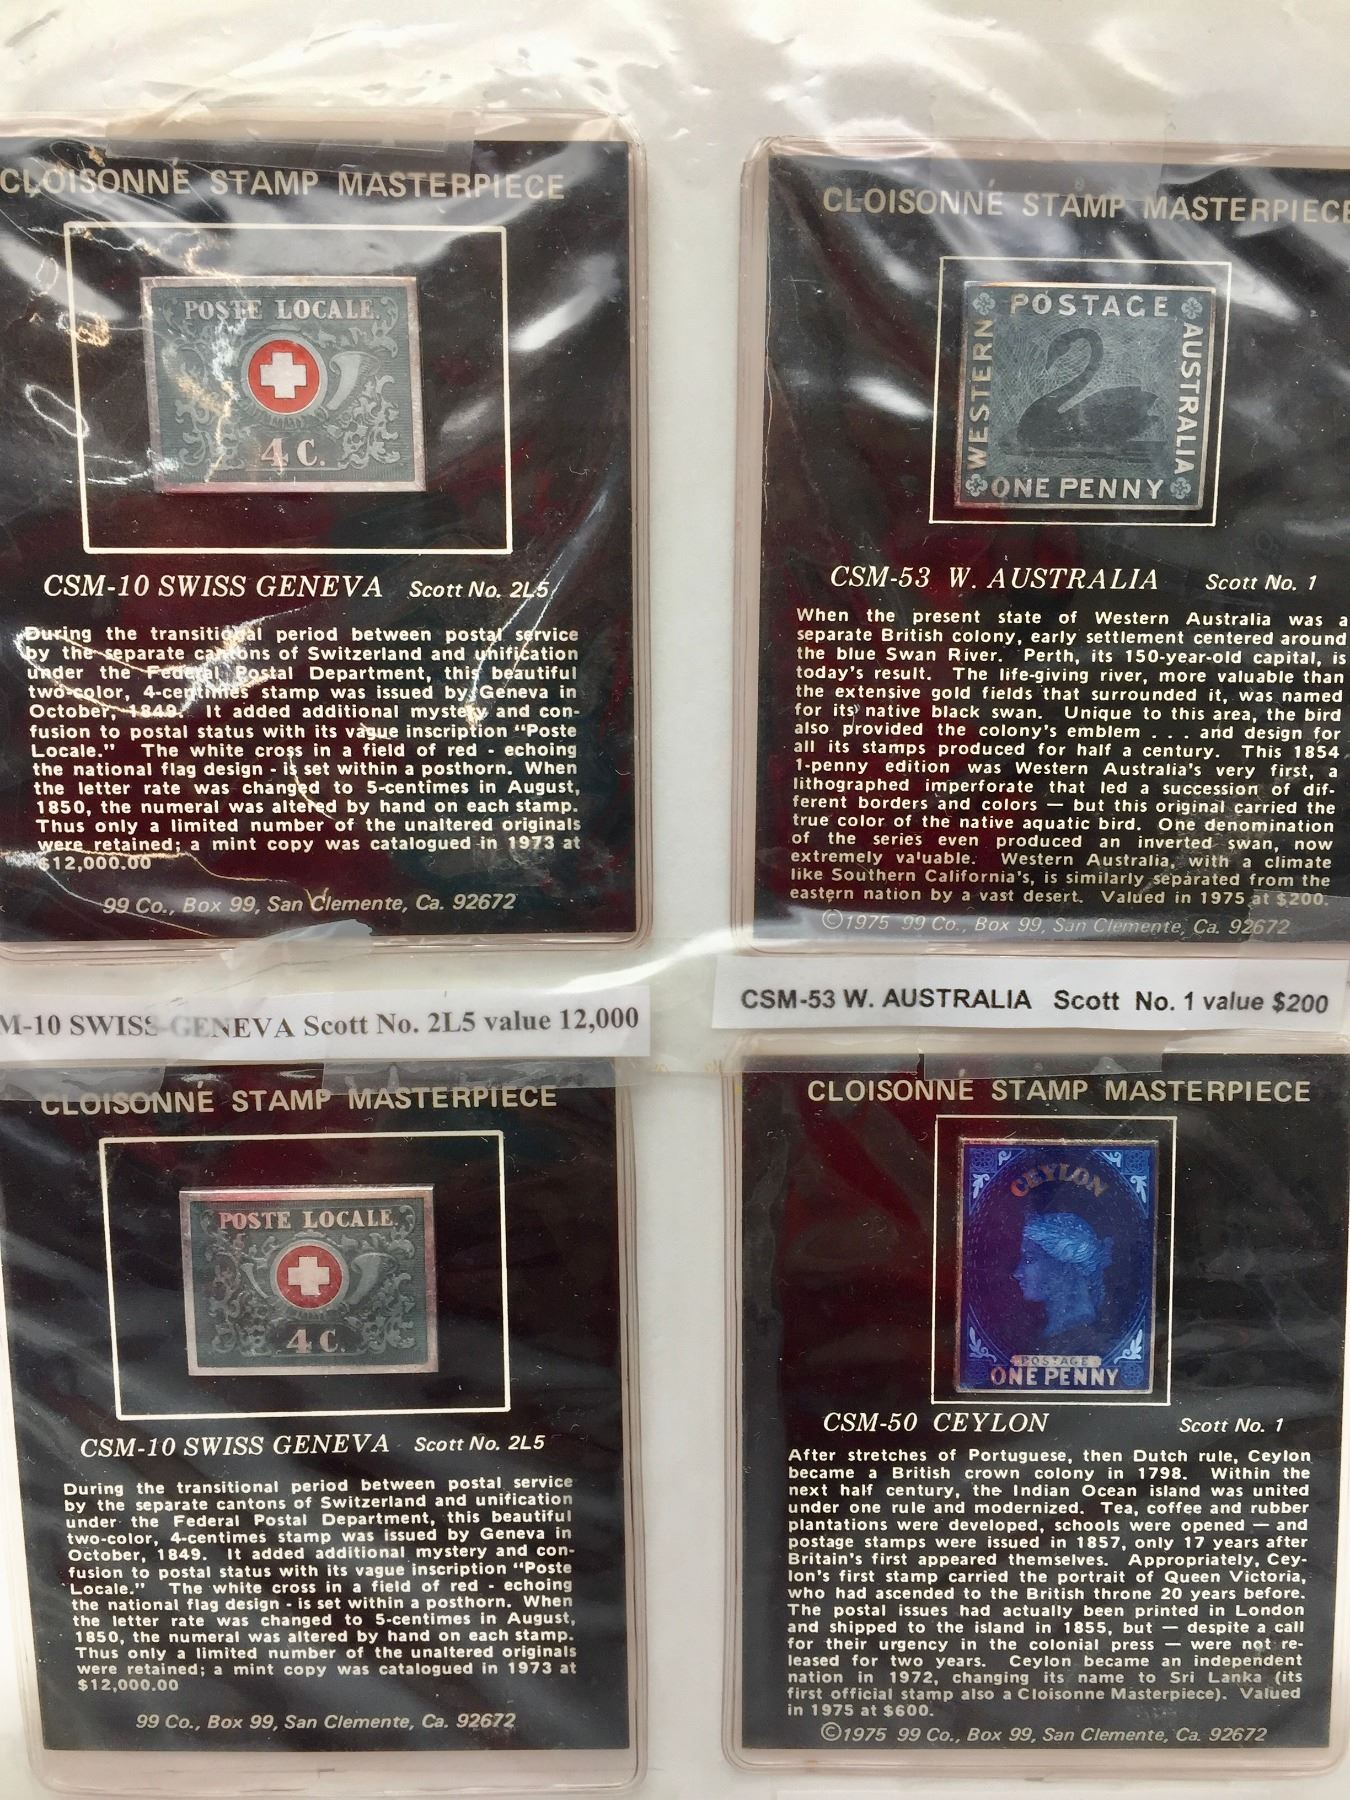 CLOISONNÉ STAMP MASTERPIECE
POSTE LOCALE.
4 C.
CSM-10 SWISS GENEVA Scott No. 2L5
During the transitional period between postal service
by the separate cantons of Switzerland and unification
under the Federal Postal Department, this beautiful
two-color, 4-centimes stamp was issued by Geneva in
October, 1849. It added additional mystery and con-
fusion to postal status with its vague inscription "Poste
Locale." The white cross in a field of red - echoing
the national flag design - is set within a posthorn. When
the letter rate was changed to 5-centimes in August,
1850, the numeral was altered by hand on each stamp.
Thus only a limited number of the unaltered originals
were retained; a mint copy was catalogued in 1973 at
$12,000.00
99 Co., Box 99, San Clemente, Ca. 92672
M-10 SWISS GENEVA Scott No. 2L5 value 12,000
CLOISONNÉ STAMP MASTERPIECE
POSTAGE
WESTERN
AUSTRALIA
ONE PENNY
CSM-53 W. AUSTRALIA Scott No. 1
When the present state of Western Australia was a
separate British colony, early settlement centered around
the blue Swan River. Perth, its 150-year-old capital, is
today's result. The life-giving river, more valuable than
the extensive gold fields that surrounded it, was named
for its native black swan. Unique to this area, the bird
also provided the colony's emblem . . . and design for
all its stamps produced for half a century. This 1854
1-penny edition was Western Australia's very first, a
lithographed imperforate that led a succession of dif-
ferent borders and colors — but this original carried the
true color of the native aquatic bird. One denomination
of the series even produced an inverted swan, now
extremely valuable. Western Australia, with a climate
like Southern California's, is similarly separated from the
eastern nation by a vast desert. Valued in 1975 at $200.
©1975 99 Co., Box 99, San Clemente, Ca. 92672
CSM-53 W. AUSTRALIA Scott No. 1 value $200
CLOISONNÉ STAMP MASTERPIECE
POSTE LOCALE.
4 C.
CSM-10 SWISS GENEVA Scott No. 2L5
During the transitional period between postal service
by the separate cantons of Switzerland and unification
under the Federal Postal Department, this beautiful
two-color, 4-centimes stamp was issued by Geneva in
October, 1849. It added additional mystery and con-
fusion to postal status with its vague inscription "Poste
Locale." The white cross in a field of red - echoing
the national flag design - is set within a posthorn. When
the letter rate was changed to 5-centimes in August,
1850, the numeral was altered by hand on each stamp.
Thus only a limited number of the unaltered originals
were retained; a mint copy was catalogued in 1973 at
$12,000.00
99 Co., Box 99, San Clemente, Ca. 92672
CLOISONNÉ STAMP MASTERPIECE
CEYLON
POSTAGE
ONE PENNY
CSM-50 CEYLON Scott No. 1
After stretches of Portuguese, then Dutch rule, Ceylon
became a British crown colony in 1798. Within the
next half century, the Indian Ocean island was united
under one rule and modernized. Tea, coffee and rubber
plantations were developed, schools were opened — and
postage stamps were issued in 1857, only 17 years after
Britain's first appeared themselves. Appropriately, Cey-
lon's first stamp carried the portrait of Queen Victoria,
who had ascended to the British throne 20 years before.
The postal issues had actually been printed in London
and shipped to the island in 1855, but — despite a call
for their urgency in the colonial press — were not re-
leased for two years. Ceylon became an independent
nation in 1972, changing its name to Sri Lanka (its
first official stamp also a Cloisonne Masterpiece). Valued
in 1975 at $600.
©1975 99 Co., Box 99, San Clemente, Ca. 92672